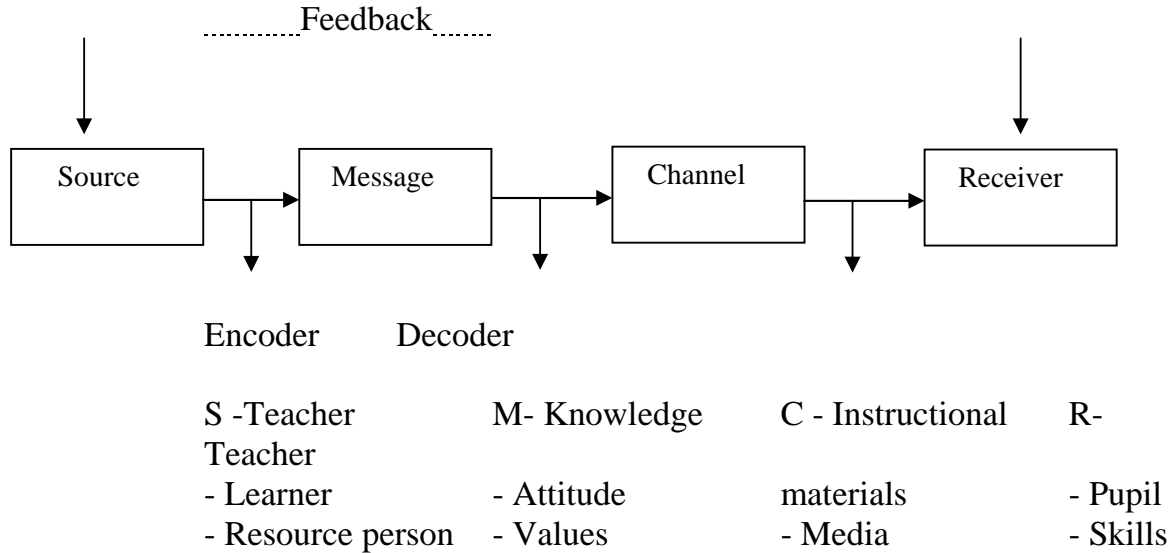 Feedback
Source Message Channel Receiver
Encoder Decoder
S -Teacher M- Knowledge C - Instructional R-
Teacher
- Learner - Attitude materials - Pupil
- Resource person - Values - Media - Skills